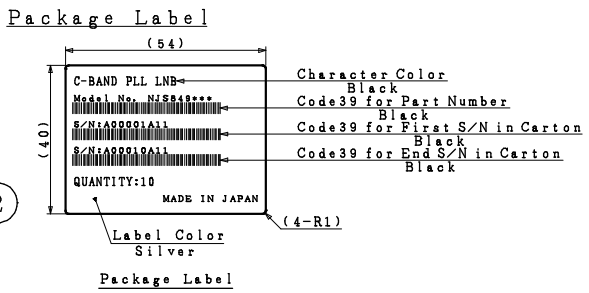 Package Label
(54)
C-BAND PLL LNB
Character Color
Black
Model No. NJS849***
Code39 for Part Number
Black
S/N:A00001A11
Code39 for First S/N in Carton
Black
S/N:A00010A11
Code39 for End S/N in Carton
Black
(40)
QUANTITY:10
MADE IN JAPAN
2
(4-R1)
Label Color
Silver
Package Label